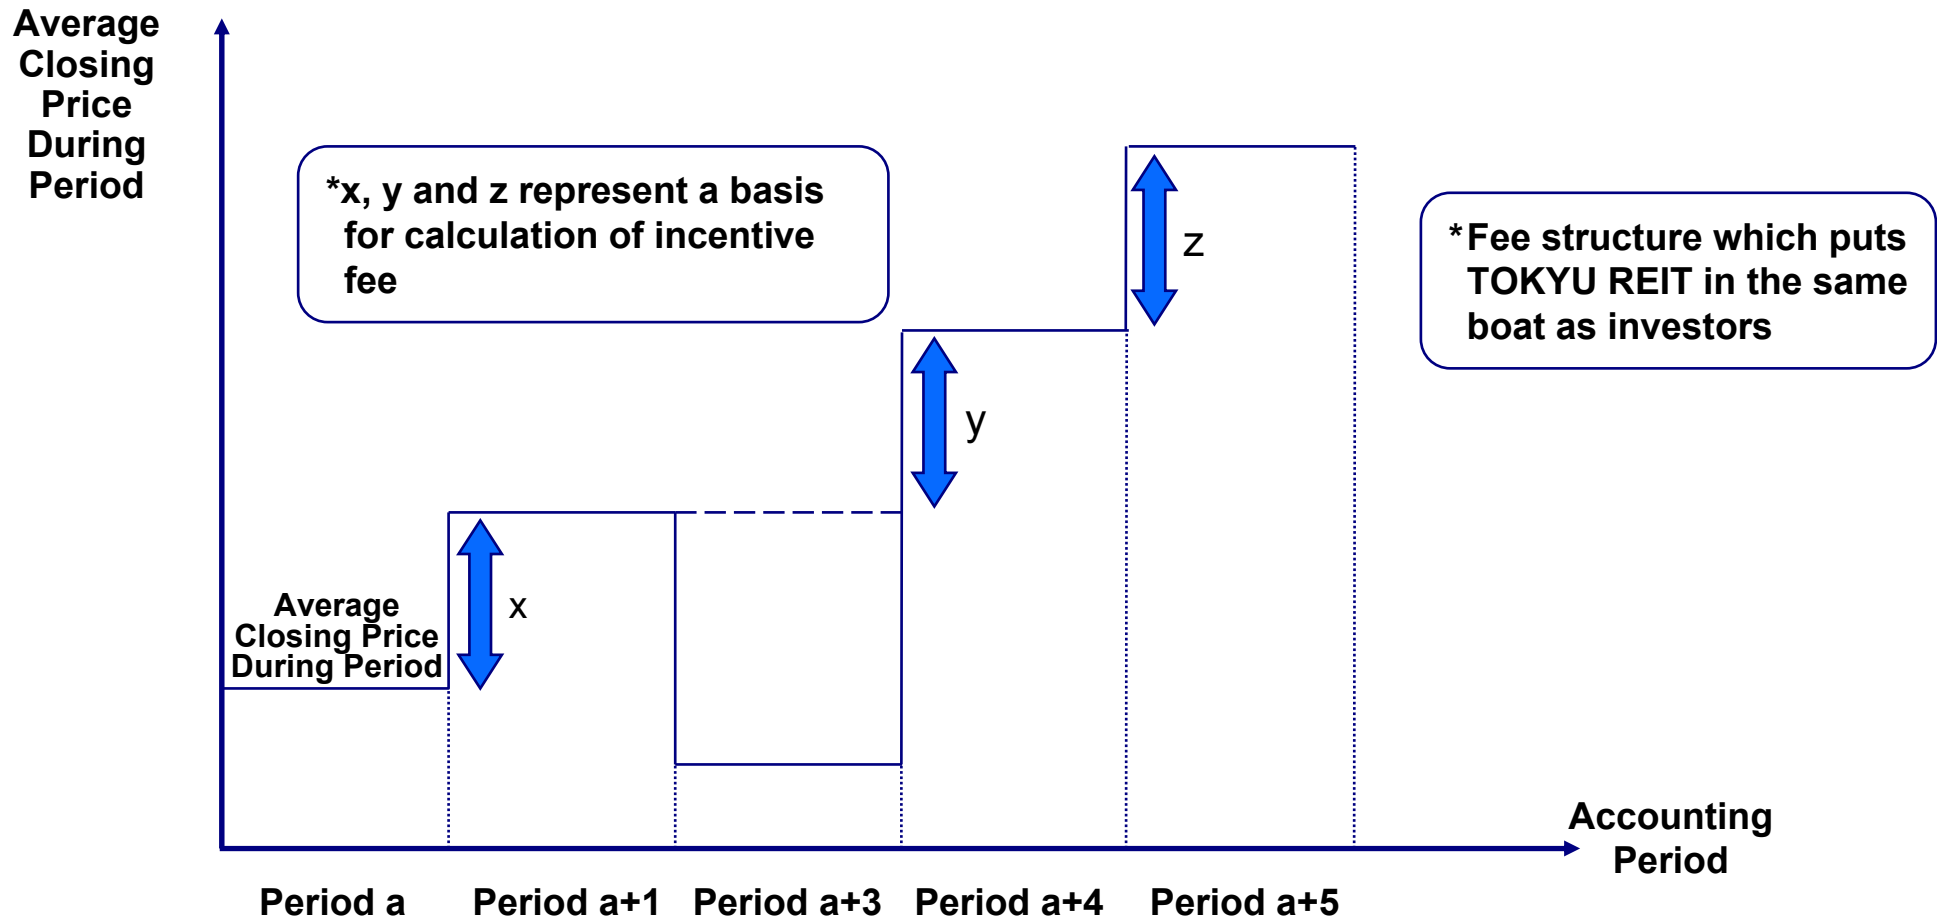 Average
Closing
Price
During
Period
*x, y and z represent a basis
for calculation of incentive
fee
z
*Fee structure which puts
TOKYU REIT in the same
boat as investors
y
x
Average
Closing Price
During Period
Accounting
Period
Period a
Period a+1
Period a+3
Period a+4
Period a+5